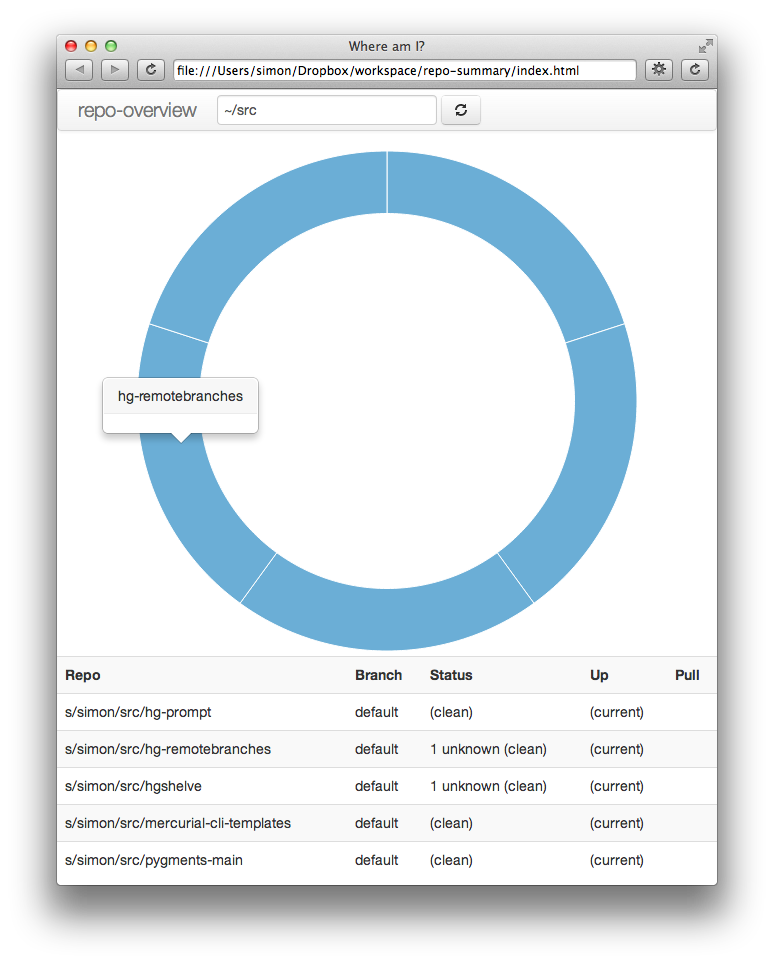 Where am I?
file:///Users/simon/Dropbox/workspace/repo-summary/index.html
repo-overview ~/src
hg-remotebranches
Repo Branch Status Up Pull
s/simon/src/hg-prompt default (clean) (current)
s/simon/src/hg-remotebranches default 1 unknown (clean) (current)
s/simon/src/hgshelve default 1 unknown (clean) (current)
s/simon/src/mercurial-cli-templates default (clean) (current)
s/simon/src/pygments-main default (clean) (current)